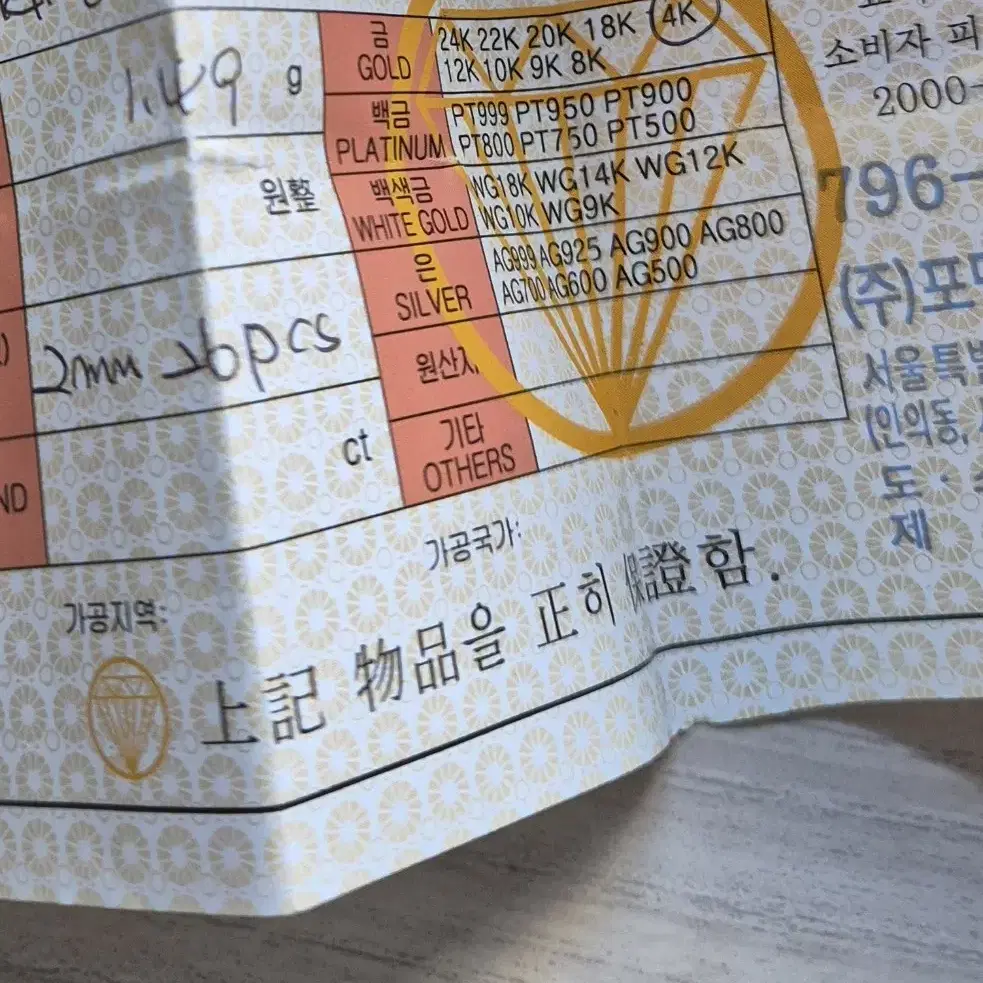 1.49 g
금
GOLD
24K 22K 20K 18K 4K
12K 10K 9K 8K
백금
PLATINUM
PT999 PT950 PT900
PT800 PT750 PT500
원整
백색금
WHITE GOLD
WG18K WG14K WG12K
WG10K WG9K
은
SILVER
AG999 AG925 AG900 AG800
AG700 AG600 AG500
2mm 26pcs
원산지
ct
기타
OTHERS
ND
가공국가:
가공지역:
上記 物品을 正히 保證함.
소비자 피
2000-
796-
(주)포
서울특별
(인의동,
도 ·
제